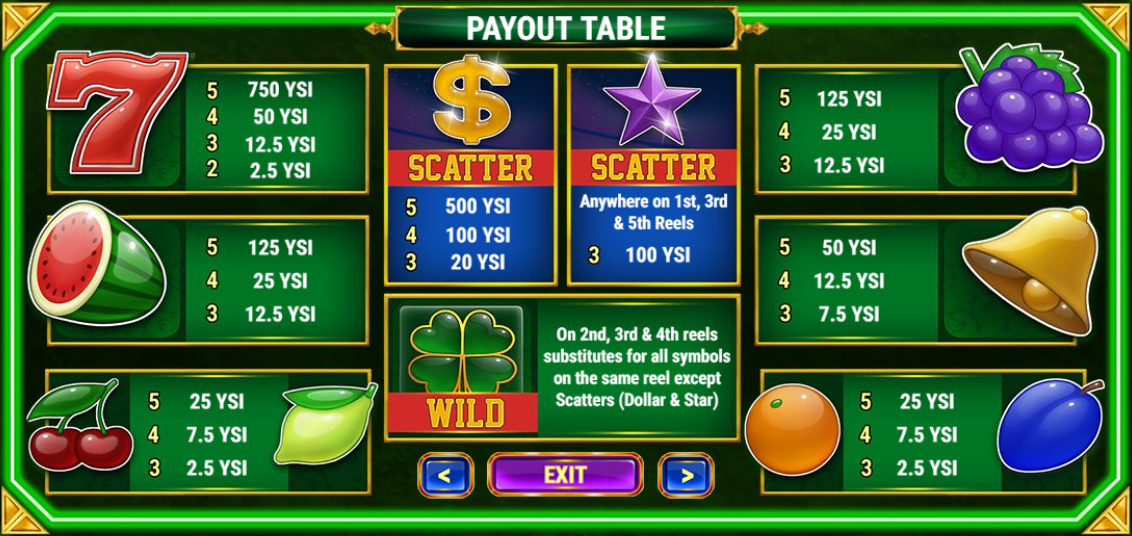 PAYOUT TABLE
5 750 YSI
4 50 YSI
3 12.5 YSI
2 2.5 YSI
SCATTER
5 500 YSI
4 100 YSI
3 20 YSI
SCATTER
Anywhere on 1st, 3rd
& 5th Reels
3 100 YSI
5 125 YSI
4 25 YSI
3 12.5 YSI
5 125 YSI
4 25 YSI
3 12.5 YSI
WILD
On 2nd, 3rd & 4th reels
substitutes for all symbols
on the same reel except
Scatters (Dollar & Star)
5 50 YSI
4 12.5 YSI
3 7.5 YSI
5 25 YSI
4 7.5 YSI
3 2.5 YSI
< EXIT >
5 25 YSI
4 7.5 YSI
3 2.5 YSI